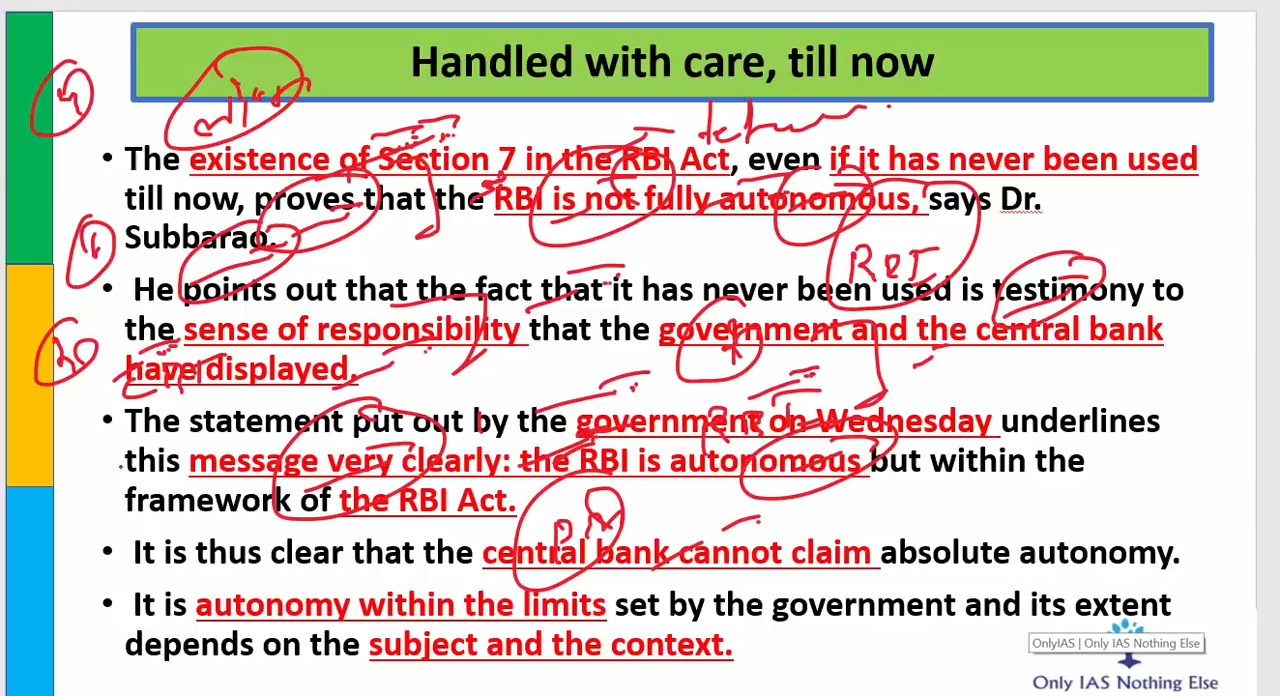 Handled with care, till now
• The existence of Section 7 in the RBI Act, even if it has never been used
till now, proves that the RBI is not fully autonomous, says Dr.
Subbarao.
• He points out that the fact that it has never been used is testimony to
the sense of responsibility that the government and the central bank
have displayed.
RBI
• The statement put out by the government on Wednesday underlines
this message very clearly: the RBI is autonomous but within the
framework of the RBI Act.
• It is thus clear that the central bank cannot claim absolute autonomy.
• It is autonomy within the limits set by the government and its extent
depends on the subject and the context.
OnlyIAS | Only IAS Nothing Else
Only IAS Nothing Else